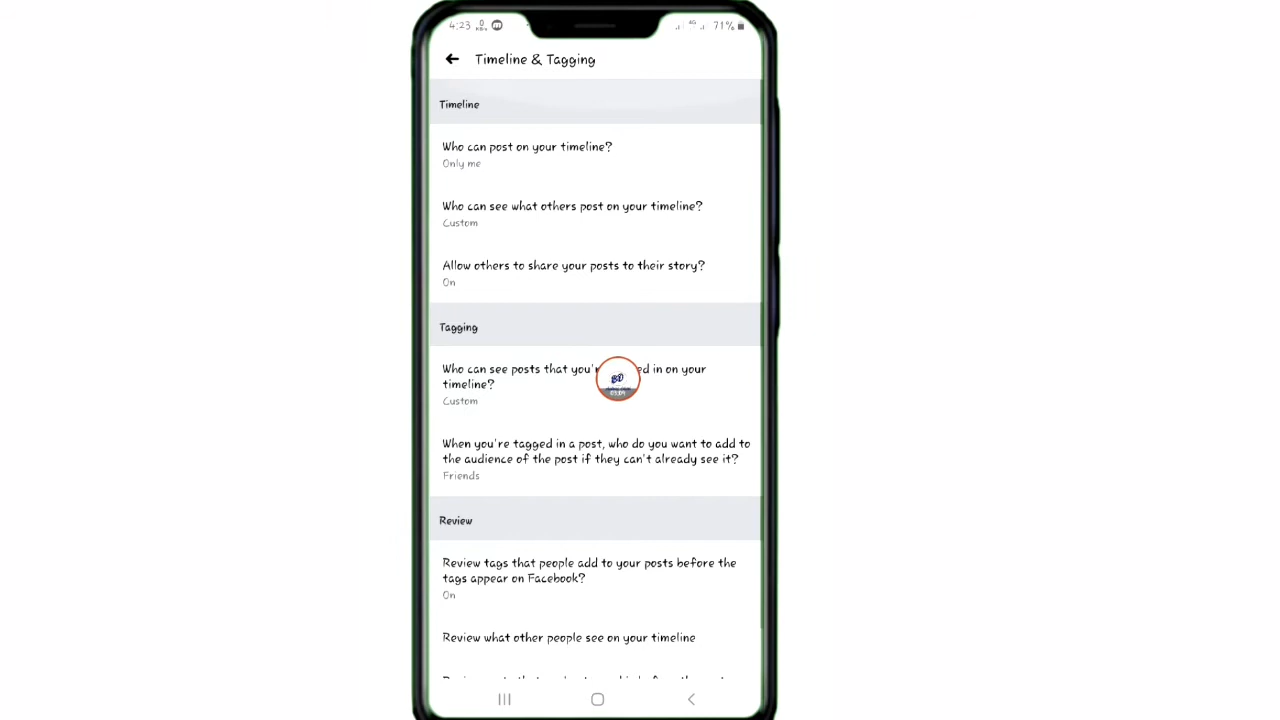 4:23 0 KB/s 4G 71%
Timeline & Tagging
Timeline
Who can post on your timeline?
Only me
Who can see what others post on your timeline?
Custom
Allow others to share your posts to their story?
On
Tagging
Who can see posts that you'r ed in on your
timeline?
Custom
When you're tagged in a post, who do you want to add to
the audience of the post if they can't already see it?
Friends
Review
Review tags that people add to your posts before the
tags appear on Facebook?
On
Review what other people see on your timeline